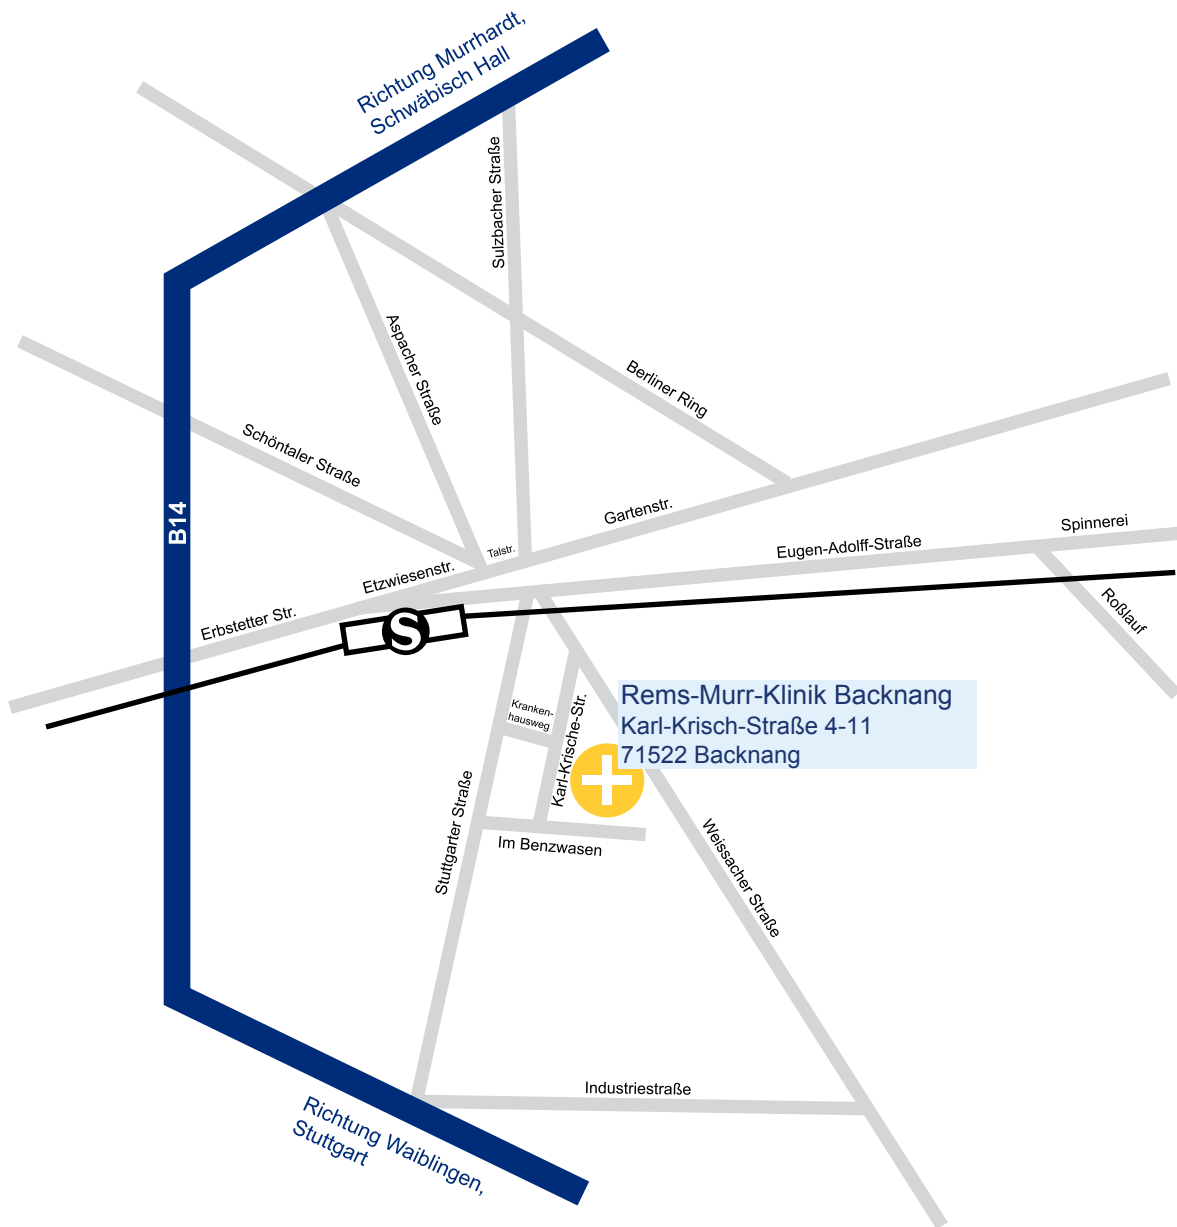 Richtung Murrhardt,
Schwäbisch Hall
Sulzbacher Straße
Aspacher Straße
Berliner Ring
Schöntaler Straße
B14
Gartenstr.
Talstr.
Spinnerei
Eugen-Adolff-Straße
Etzwiesenstr.
Erbstetter Str.
S
Roßlauf
Rems-Murr-Klinik Backnang
Karl-Krisch-Straße 4-11
71522 Backnang
Kranken-
hausweg
Karl-Krische-Str.
Stuttgarter Straße
Im Benzwasen
Weissacher Straße
Industriestraße
Richtung Waiblingen,
Stuttgart